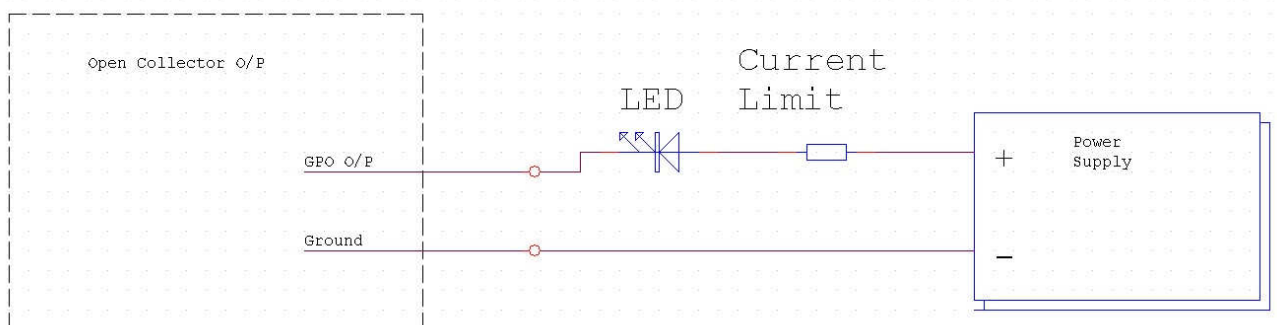 Open Collector O/P
Current
Limit
LED
Power
Supply
GPO O/P
+
Ground
−